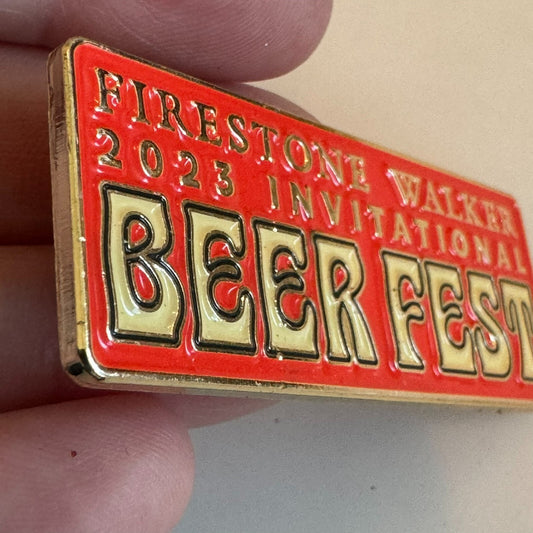 FIRESTONE WALKER
2023 INVITATIONAL
BEER FEST